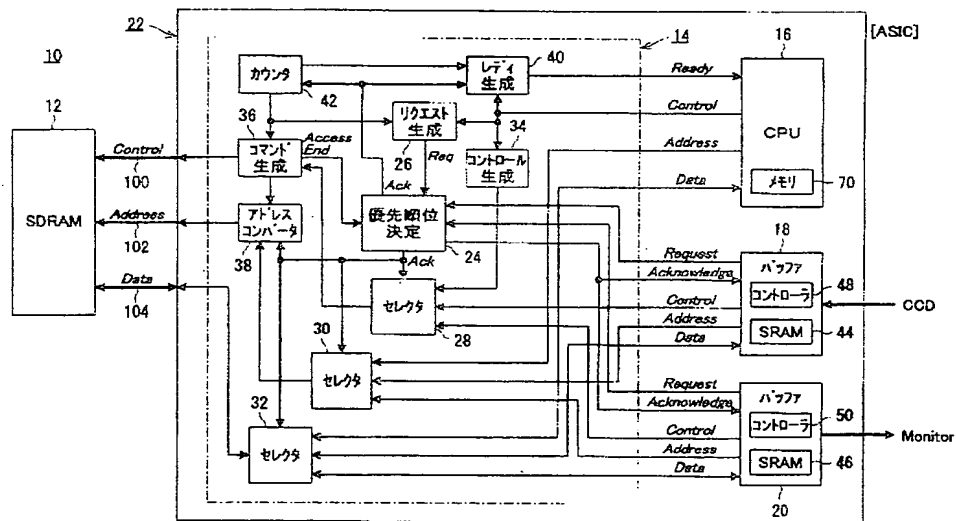 22
14
[ASIC]
10
カウンタ
42
レディ
生成
40
Ready
16
CPU
メモリ
70
リクエスト
生成
26
Control
34
コントロール
生成
12
SDRAM
36
コマンド
生成
Access
End
Req
Ack
Address
Data
Control
100
Address
102
Data
104
アドレス
コンバータ
38
優先順位
決定
24
Ack
Request
Acknowledge
Control
Address
Data
18
バッファ
コントローラ
48
SRAM
44
CCD
セレクタ
28
30
セレクタ
32
セレクタ
Request
Acknowledge
Control
Address
Data
バッファ
コントローラ
50
SRAM
46
20
Monitor